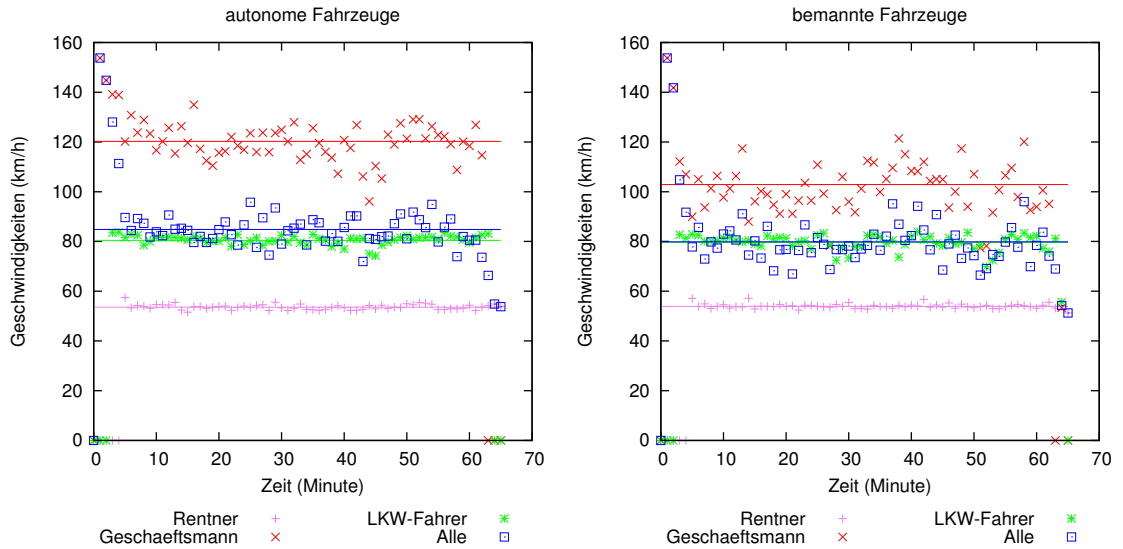 autonome Fahrzeuge
160
140
120
100
80
60
40
20
0
Geschwindigkeiten (km/h)
0 10 20 30 40 50 60 70
Zeit (Minute)
Rentner
Geschaeftsmann
LKW-Fahrer
Alle
bemannte Fahrzeuge
160
140
120
100
80
60
40
20
0
Geschwindigkeiten (km/h)
0 10 20 30 40 50 60 70
Zeit (Minute)
Rentner
Geschaeftsmann
LKW-Fahrer
Alle